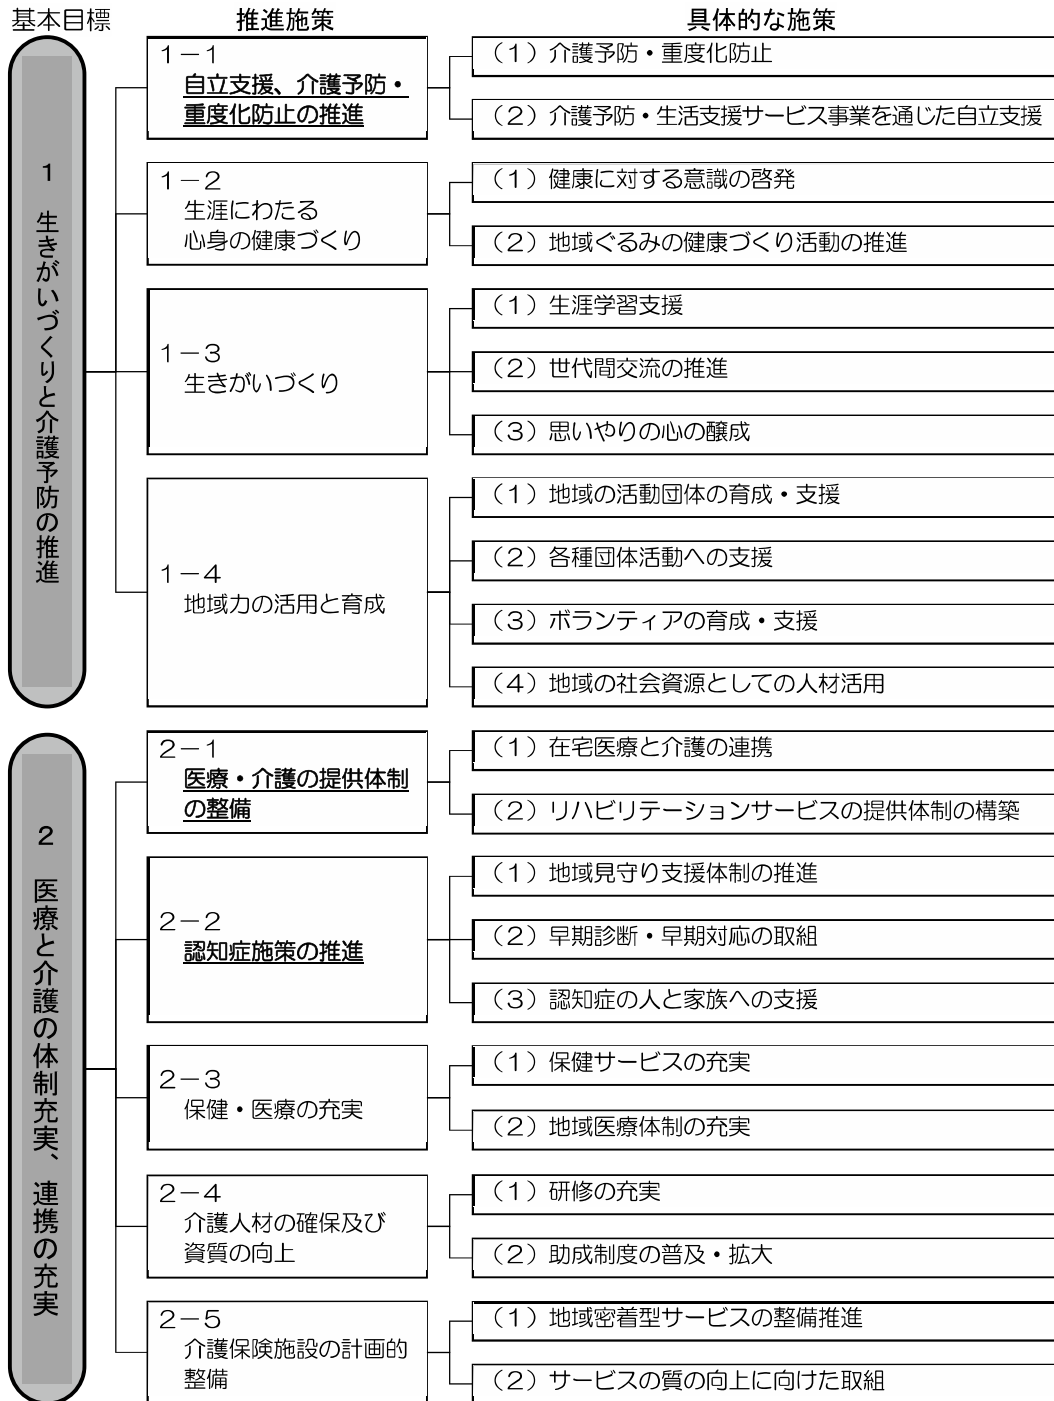 基本目標
推進施策
具体的な施策
1 生きがいづくりと介護予防の推進
1－1
自立支援、介護予防・
重度化防止の推進
（1）介護予防・重度化防止
（2）介護予防・生活支援サービス事業を通じた自立支援
1－2
生涯にわたる
心身の健康づくり
（1）健康に対する意識の啓発
（2）地域ぐるみの健康づくり活動の推進
1－3
生きがいづくり
（1）生涯学習支援
（2）世代間交流の推進
（3）思いやりの心の醸成
1－4
地域力の活用と育成
（1）地域の活動団体の育成・支援
（2）各種団体活動への支援
（3）ボランティアの育成・支援
（4）地域の社会資源としての人材活用
2 医療と介護の体制充実、連携の充実
2－1
医療・介護の提供体制
の整備
（1）在宅医療と介護の連携
（2）リハビリテーションサービスの提供体制の構築
2－2
認知症施策の推進
（1）地域見守り支援体制の推進
（2）早期診断・早期対応の取組
（3）認知症の人と家族への支援
2－3
保健・医療の充実
（1）保健サービスの充実
（2）地域医療体制の充実
2－4
介護人材の確保及び
資質の向上
（1）研修の充実
（2）助成制度の普及・拡大
2－5
介護保険施設の計画的
整備
（1）地域密着型サービスの整備推進
（2）サービスの質の向上に向けた取組